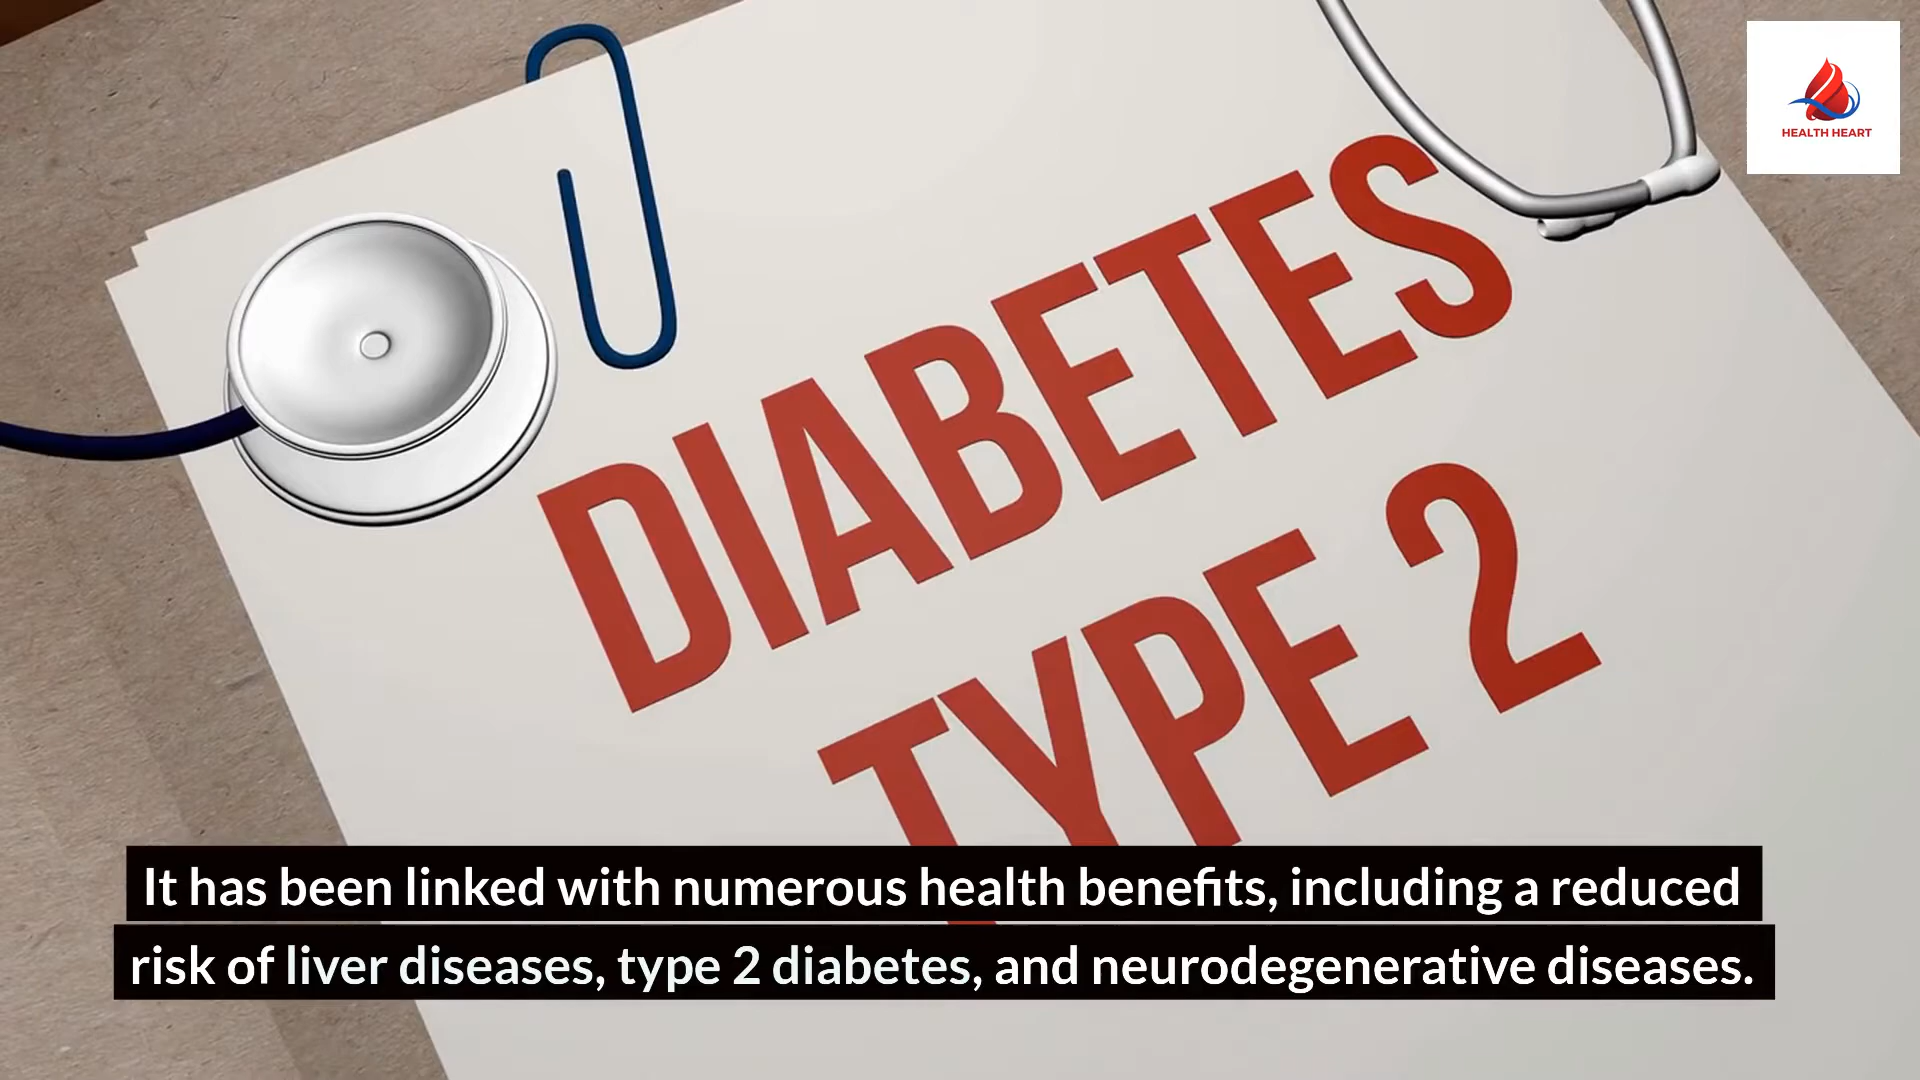 HEALTH HEART
DIABETES
TYPE 2
It has been linked with numerous health benefits, including a reduced
risk of liver diseases, type 2 diabetes, and neurodegenerative diseases.